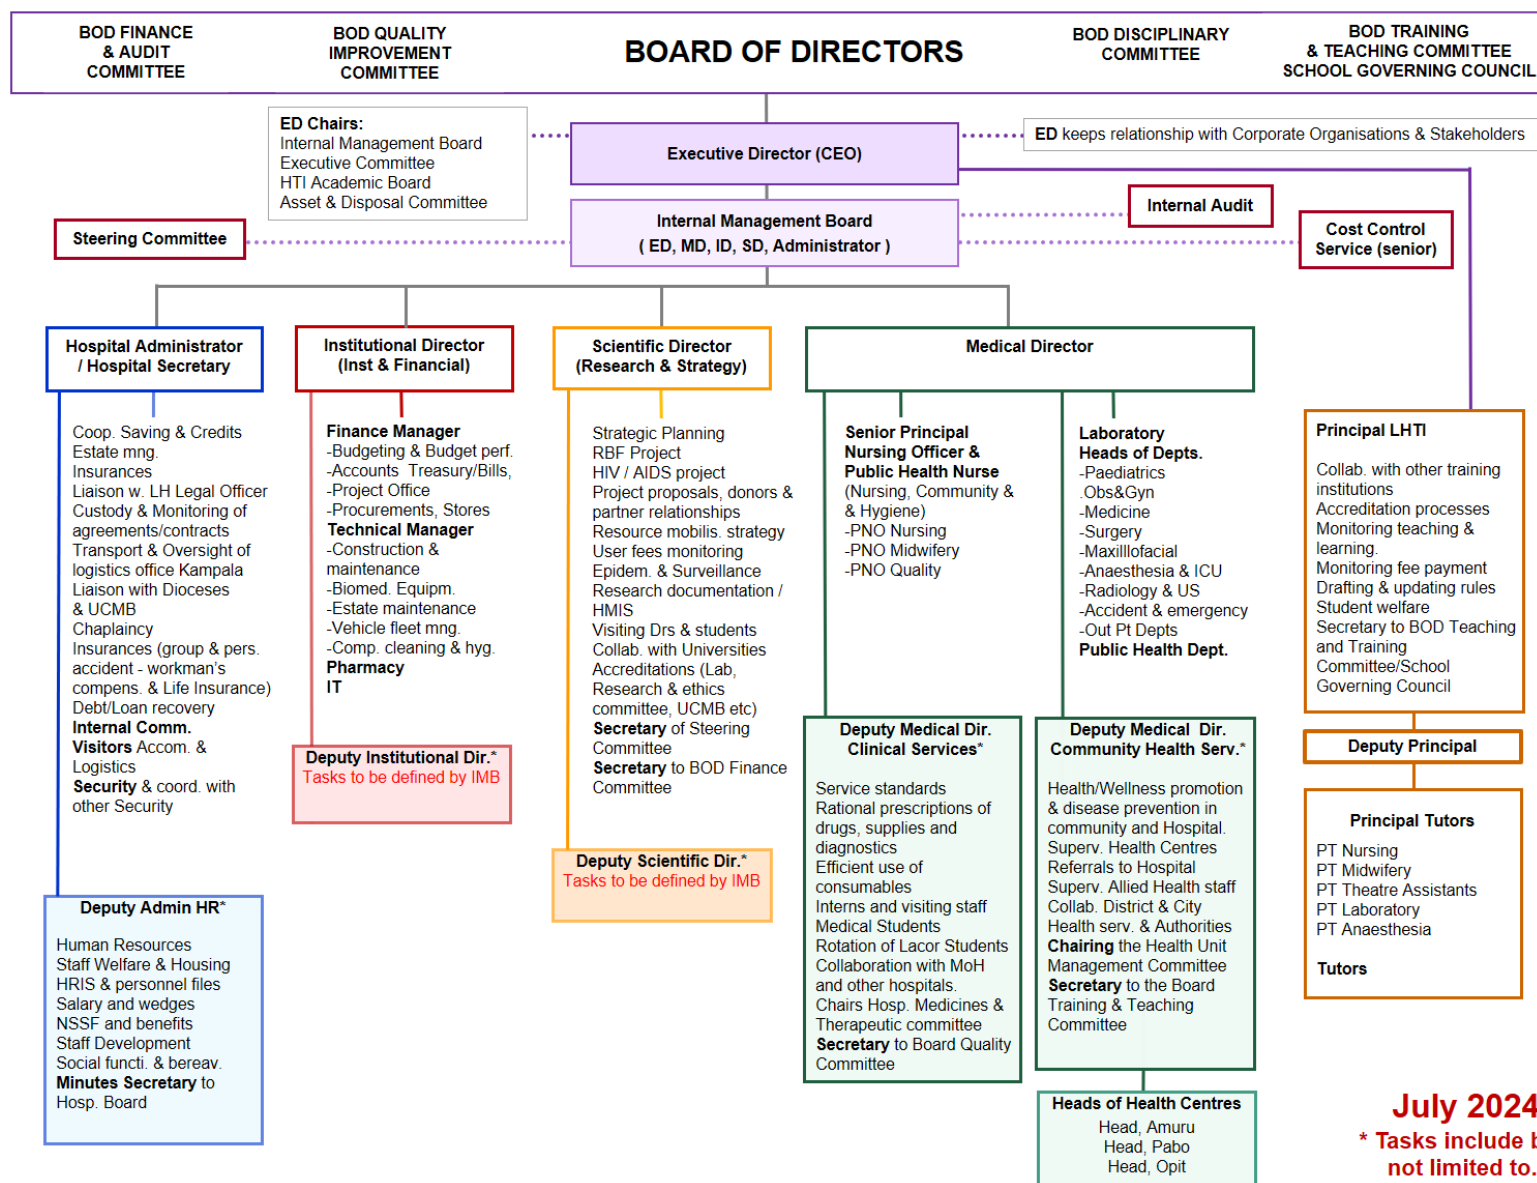 BOD FINANCE
& AUDIT
COMMITTEE
BOD QUALITY
IMPROVEMENT
COMMITTEE
BOARD OF DIRECTORS
BOD DISCIPLINARY
COMMITTEE
BOD TRAINING
& TEACHING COMMITTEE
SCHOOL GOVERNING COUNCIL
ED Chairs:
Internal Management Board
Executive Committee
HTI Academic Board
Asset & Disposal Committee
Executive Director (CEO)
ED keeps relationship with Corporate Organisations & Stakeholders
Internal Management Board
( ED, MD, ID, SD, Administrator )
Internal Audit
Steering Committee
Cost Control
Service (senior)
Hospital Administrator
/ Hospital Secretary
Coop. Saving & Credits
Estate mng.
Insurances
Liaison w. LH Legal Officer
Custody & Monitoring of
agreements/contracts
Transport & Oversight of
logistics office Kampala
Liaison with Dioceses
& UCMB
Chaplaincy
Insurances (group & pers.
accident - workman's
compens. & Life Insurance)
Debt/Loan recovery
Internal Comm.
Visitors Accom. &
Logistics
Security & coord. with
other Security
Deputy Admin HR*
Human Resources
Staff Welfare & Housing
HRIS & personnel files
Salary and wedges
NSSF and benefits
Staff Development
Social functi. & bereav.
Minutes Secretary to
Hosp. Board
Institutional Director
(Inst & Financial)
Finance Manager
-Budgeting & Budget perf.
-Accounts Treasury/Bills,
-Project Office
-Procurements, Stores
Technical Manager
-Construction &
maintenance
-Biomed. Equipm.
-Estate maintenance
-Vehicle fleet mng.
-Comp. cleaning & hyg.
Pharmacy
IT
Deputy Institutional Dir.*
Tasks to be defined by IMB
Scientific Director
(Research & Strategy)
Strategic Planning
RBF Project
HIV / AIDS project
Project proposals, donors &
partner relationships
Resource mobilis. strategy
User fees monitoring
Epidem. & Surveillance
Research documentation /
HMIS
Visiting Drs & students
Collab. with Universities
Accreditations (Lab,
Research & ethics
committee, UCMB etc)
Secretary of Steering
Committee
Secretary to BOD Finance
Committee
Deputy Scientific Dir.*
Tasks to be defined by IMB
Medical Director
Senior Principal
Nursing Officer &
Public Health Nurse
(Nursing, Community &
& Hygiene)
-PNO Nursing
-PNO Midwifery
-PNO Quality
Laboratory
Heads of Depts.
-Paediatrics
.Obs&Gyn
-Medicine
-Surgery
-Maxilllofacial
-Anaesthesia & ICU
-Radiology & US
-Accident & emergency
-Out Pt Depts
Public Health Dept.
Deputy Medical Dir.
Clinical Services*
Service standards
Rational prescriptions of
drugs, supplies and
diagnostics
Efficient use of
consumables
Interns and visiting staff
Medical Students
Rotation of Lacor Students
Collaboration with MoH
and other hospitals.
Chairs Hosp. Medicines &
Therapeutic committee
Secretary to Board Quality
Committee
Deputy Medical Dir.
Community Health Serv.*
Health/Wellness promotion
& disease prevention in
community and Hospital.
Superv. Health Centres
Referrals to Hospital
Superv. Allied Health staff
Collab. District & City
Health serv. & Authorities
Chairing the Health Unit
Management Committee
Secretary to the Board
Training & Teaching
Committee
Heads of Health Centres
Head, Amuru
Head, Pabo
Head, Opit
Principal LHTI
Collab. with other training
institutions
Accreditation processes
Monitoring teaching &
learning.
Monitoring fee payment
Drafting & updating rules
Student welfare
Secretary to BOD Teaching
and Training
Committee/School
Governing Council
Deputy Principal
Principal Tutors
PT Nursing
PT Midwifery
PT Theatre Assistants
PT Laboratory
PT Anaesthesia
Tutors
July 2024
* Tasks include b
not limited to.